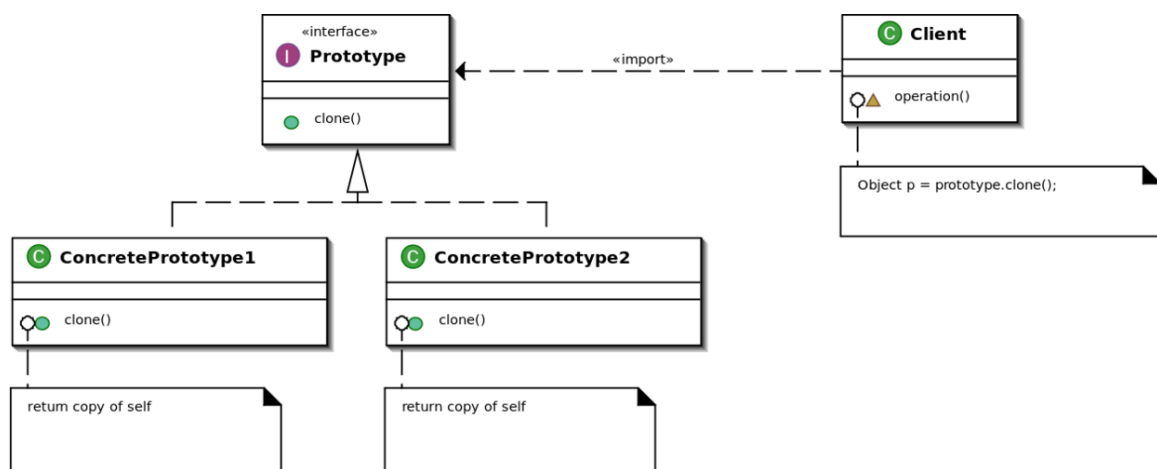 «interface»
I Prototype
clone()
«import»
C Client
operation()
Object p = prototype.clone();
C ConcretePrototype1
clone()
return copy of self
C ConcretePrototype2
clone()
return copy of self